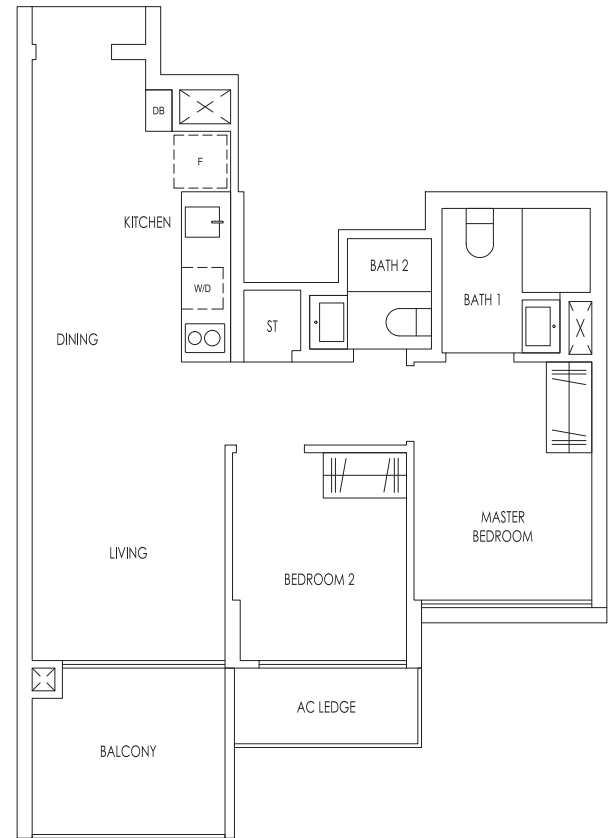 DB
F
KITCHEN
W/D
BATH 2
BATH 1
ST
DINING
MASTER
BEDROOM
LIVING
BEDROOM 2
AC LEDGE
BALCONY